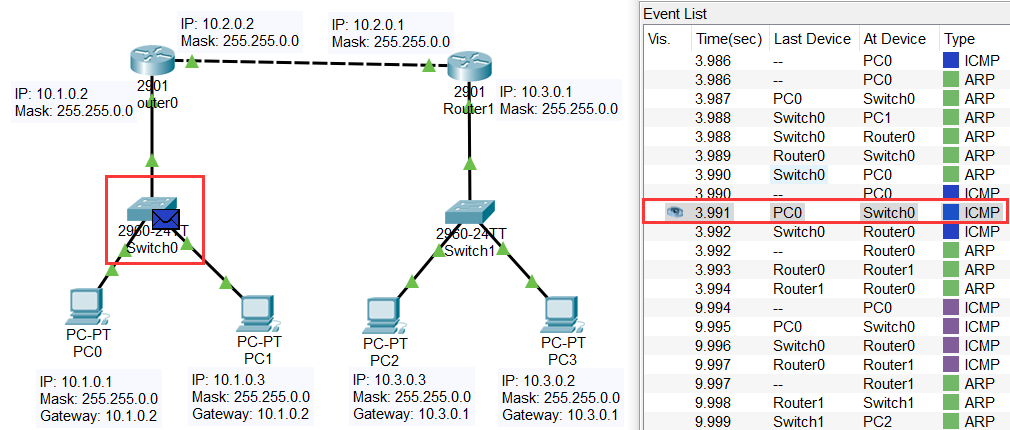 IP: 10.2.0.2
Mask: 255.255.0.0
IP: 10.2.0.1
Mask: 255.255.0.0
2901
outer0
2901
Router1
IP: 10.1.0.2
Mask: 255.255.0.0
IP: 10.3.0.1
Mask: 255.255.0.0
2960-24TT
Switch0
2960-24TT
Switch1
PC-PT
PC0
PC-PT
PC1
PC-PT
PC2
PC-PT
PC3
IP: 10.1.0.1
Mask: 255.255.0.0
Gateway: 10.1.0.2
IP: 10.1.0.3
Mask: 255.255.0.0
Gateway: 10.1.0.2
IP: 10.3.0.3
Mask: 255.255.0.0
Gateway: 10.3.0.1
IP: 10.3.0.2
Mask: 255.255.0.0
Gateway: 10.3.0.1
Event List
Vis. Time(sec) Last Device At Device Type
3.986 -- PC0 ICMP
3.986 -- PC0 ARP
3.987 PC0 Switch0 ARP
3.988 Switch0 PC1 ARP
3.988 Switch0 Router0 ARP
3.989 Router0 Switch0 ARP
3.990 Switch0 PC0 ARP
3.990 -- PC0 ICMP
3.991 PC0 Switch0 ICMP
3.992 Switch0 Router0 ICMP
3.992 -- Router0 ARP
3.993 Router0 Router1 ARP
3.994 Router1 Router0 ARP
9.994 -- PC0 ICMP
9.995 PC0 Switch0 ICMP
9.996 Switch0 Router0 ICMP
9.997 Router0 Router1 ICMP
9.997 -- Router1 ARP
9.998 Router1 Switch1 ARP
9.999 Switch1 PC2 ARP